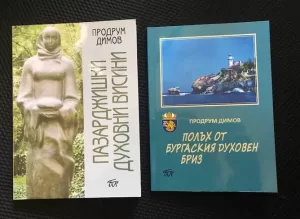 ПРОДРУМ
ДИМОВ
ПАЗАРДЖИШКИ
ДУХОВНИ ВИСИНИ
ПРОДРУМ ДИМОВ
ПОЛЪХ ОТ
БУРГАСКИЯ ДУХОВЕН
БРИЗ